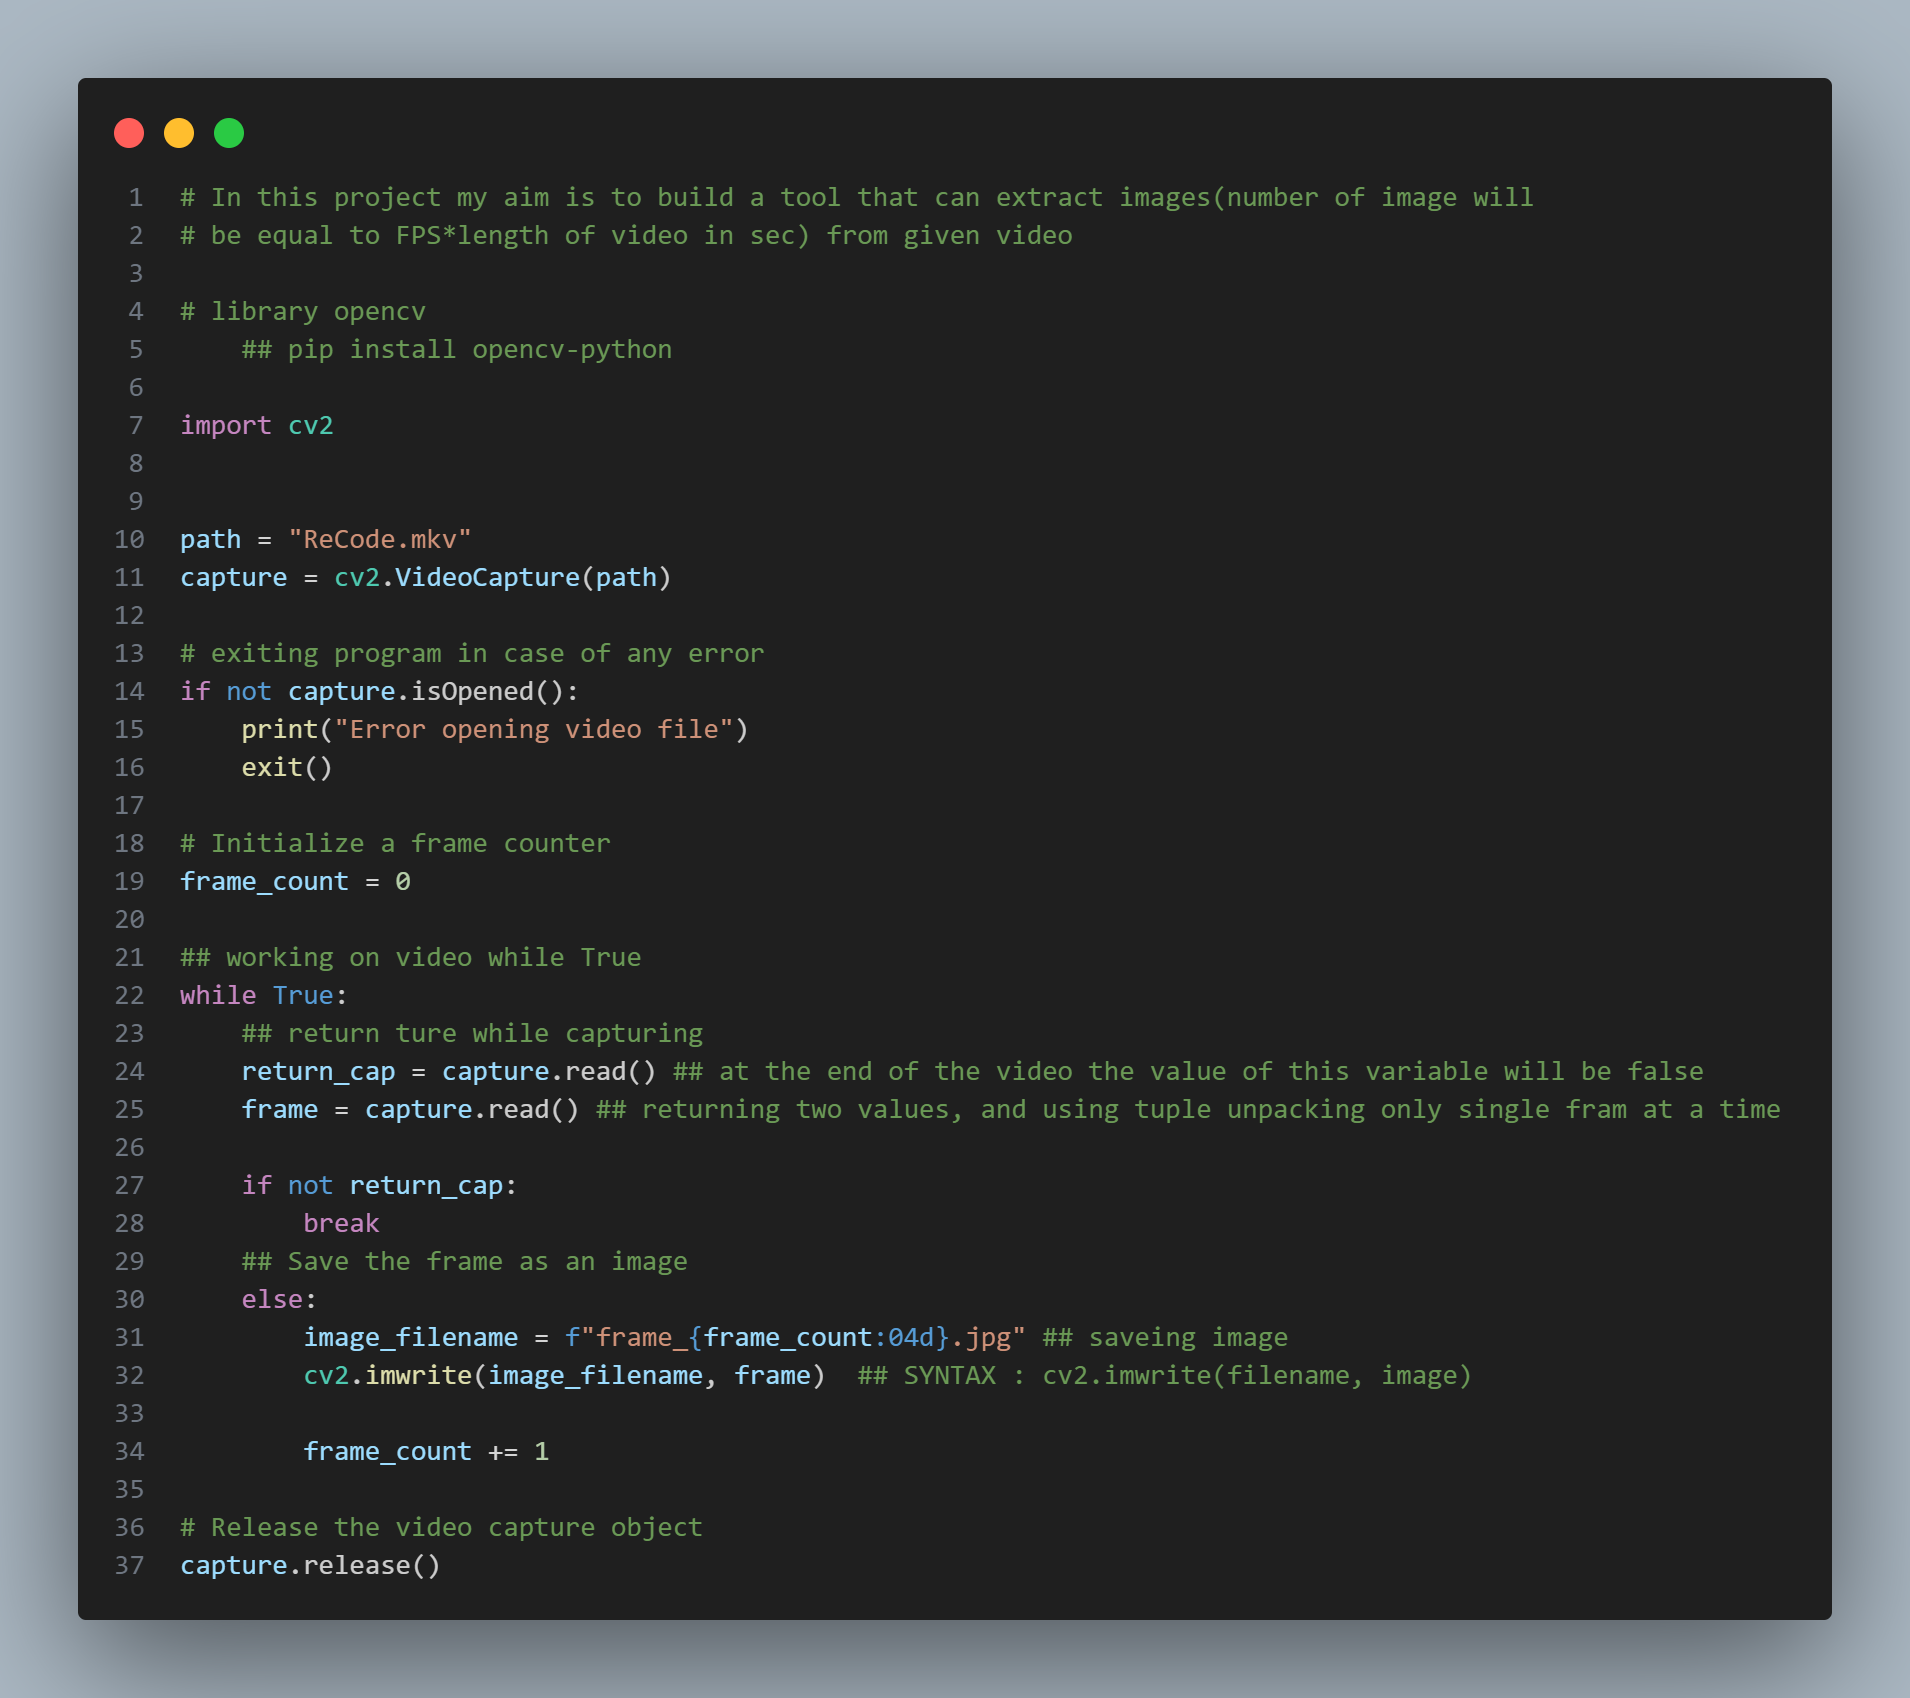 1 # In this project my aim is to build a tool that can extract images(number of image will
2 # be equal to FPS*length of video in sec) from given video
3
4 # library opencv
5     ## pip install opencv-python
6
7 import cv2
8
9
10 path = "ReCode.mkv"
11 capture = cv2.VideoCapture(path)
12
13 # exiting program in case of any error
14 if not capture.isOpened():
15     print("Error opening video file")
16     exit()
17
18 # Initialize a frame counter
19 frame_count = 0
20
21 ## working on video while True
22 while True:
23     ## return ture while capturing
24     return_cap = capture.read() ## at the end of the video the value of this variable will be false
25     frame = capture.read() ## returning two values, and using tuple unpacking only single fram at a time
26
27     if not return_cap:
28         break
29     ## Save the frame as an image
30     else:
31         image_filename = f"frame_{frame_count:04d}.jpg" ## saveing image
32         cv2.imwrite(image_filename, frame)  ## SYNTAX : cv2.imwrite(filename, image)
33
34         frame_count += 1
35
36 # Release the video capture object
37 capture.release()